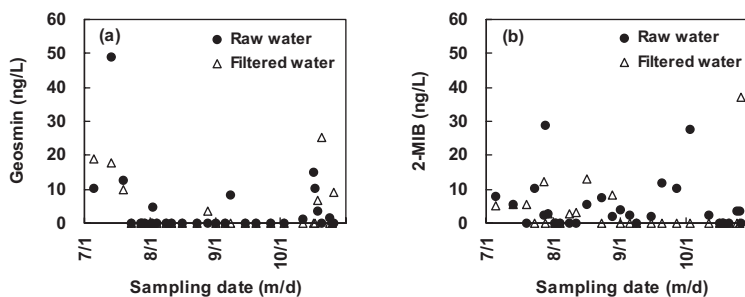 (a)
Raw water
Filtered water
Geosmin (ng/L)
60
50
40
30
20
10
0
7/1
8/1
9/1
10/1
Sampling date (m/d)
(b)
Raw water
Filtered water
2-MIB (ng/L)
60
50
40
30
20
10
0
7/1
8/1
9/1
10/1
Sampling date (m/d)